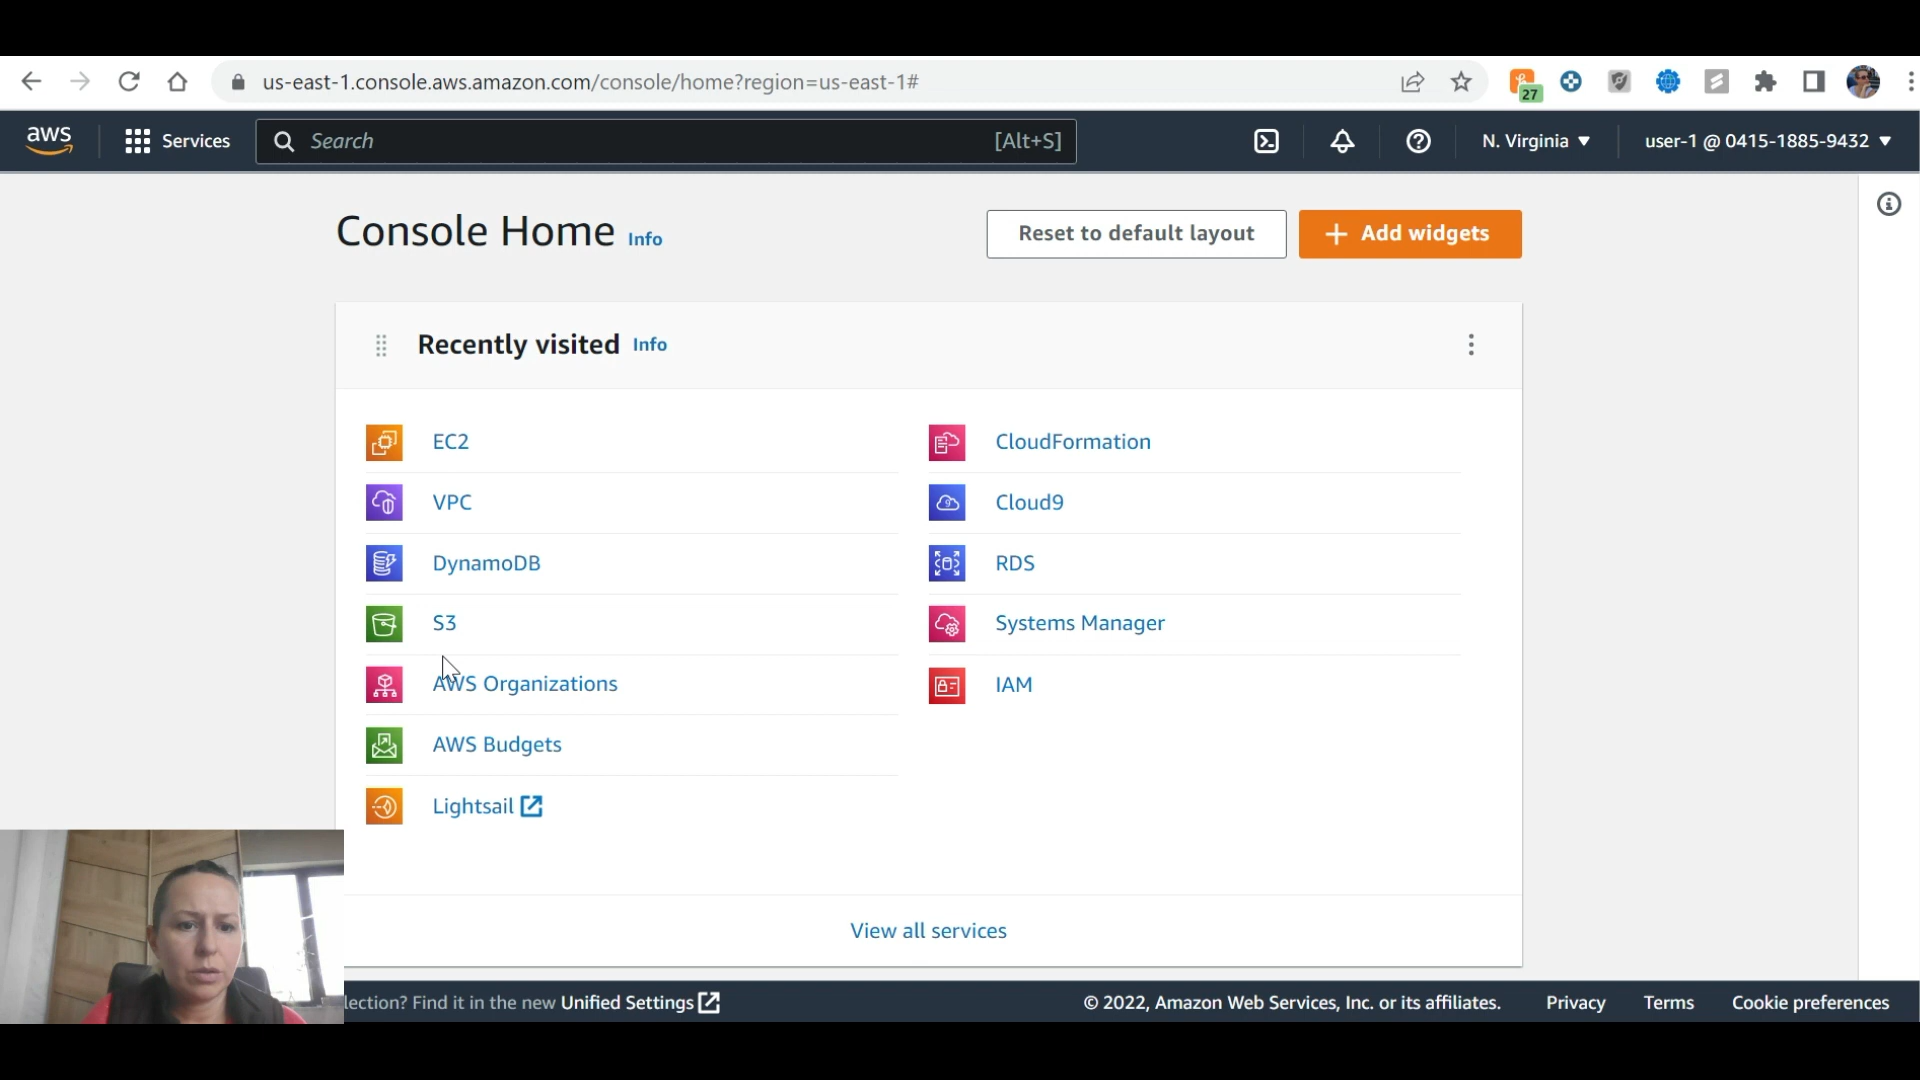 us-east-1.console.aws.amazon.com/console/home?region=us-east-1#
27
aws
Services
Search
[Alt+S]
N. Virginia
user-1 @ 0415-1885-9432
Console Home Info
Reset to default layout
Add widgets
Recently visited Info
EC2
CloudFormation
VPC
Cloud9
DynamoDB
RDS
S3
Systems Manager
AWS Organizations
IAM
AWS Budgets
Lightsail
View all services
lection? Find it in the new Unified Settings
© 2022, Amazon Web Services, Inc. or its affiliates.
Privacy
Terms
Cookie preferences